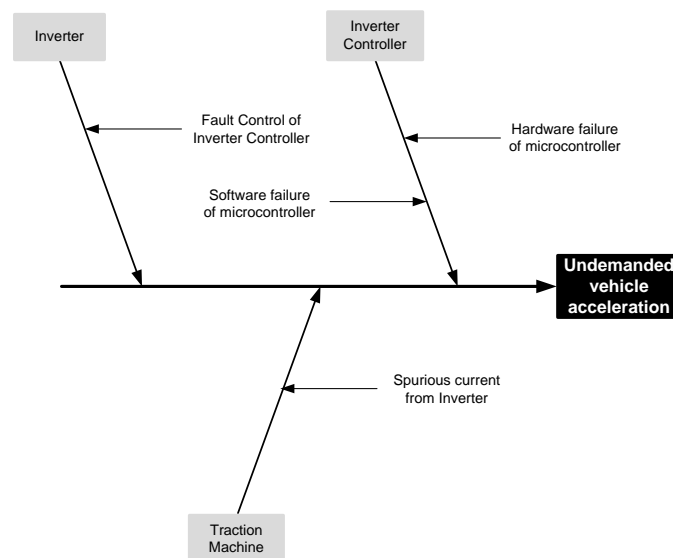 Inverter
Inverter
Controller
Fault Control of
Inverter Controller
Hardware failure
of microcontroller
Software failure
of microcontroller
Undemanded
vehicle
acceleration
Spurious current
from Inverter
Traction
Machine